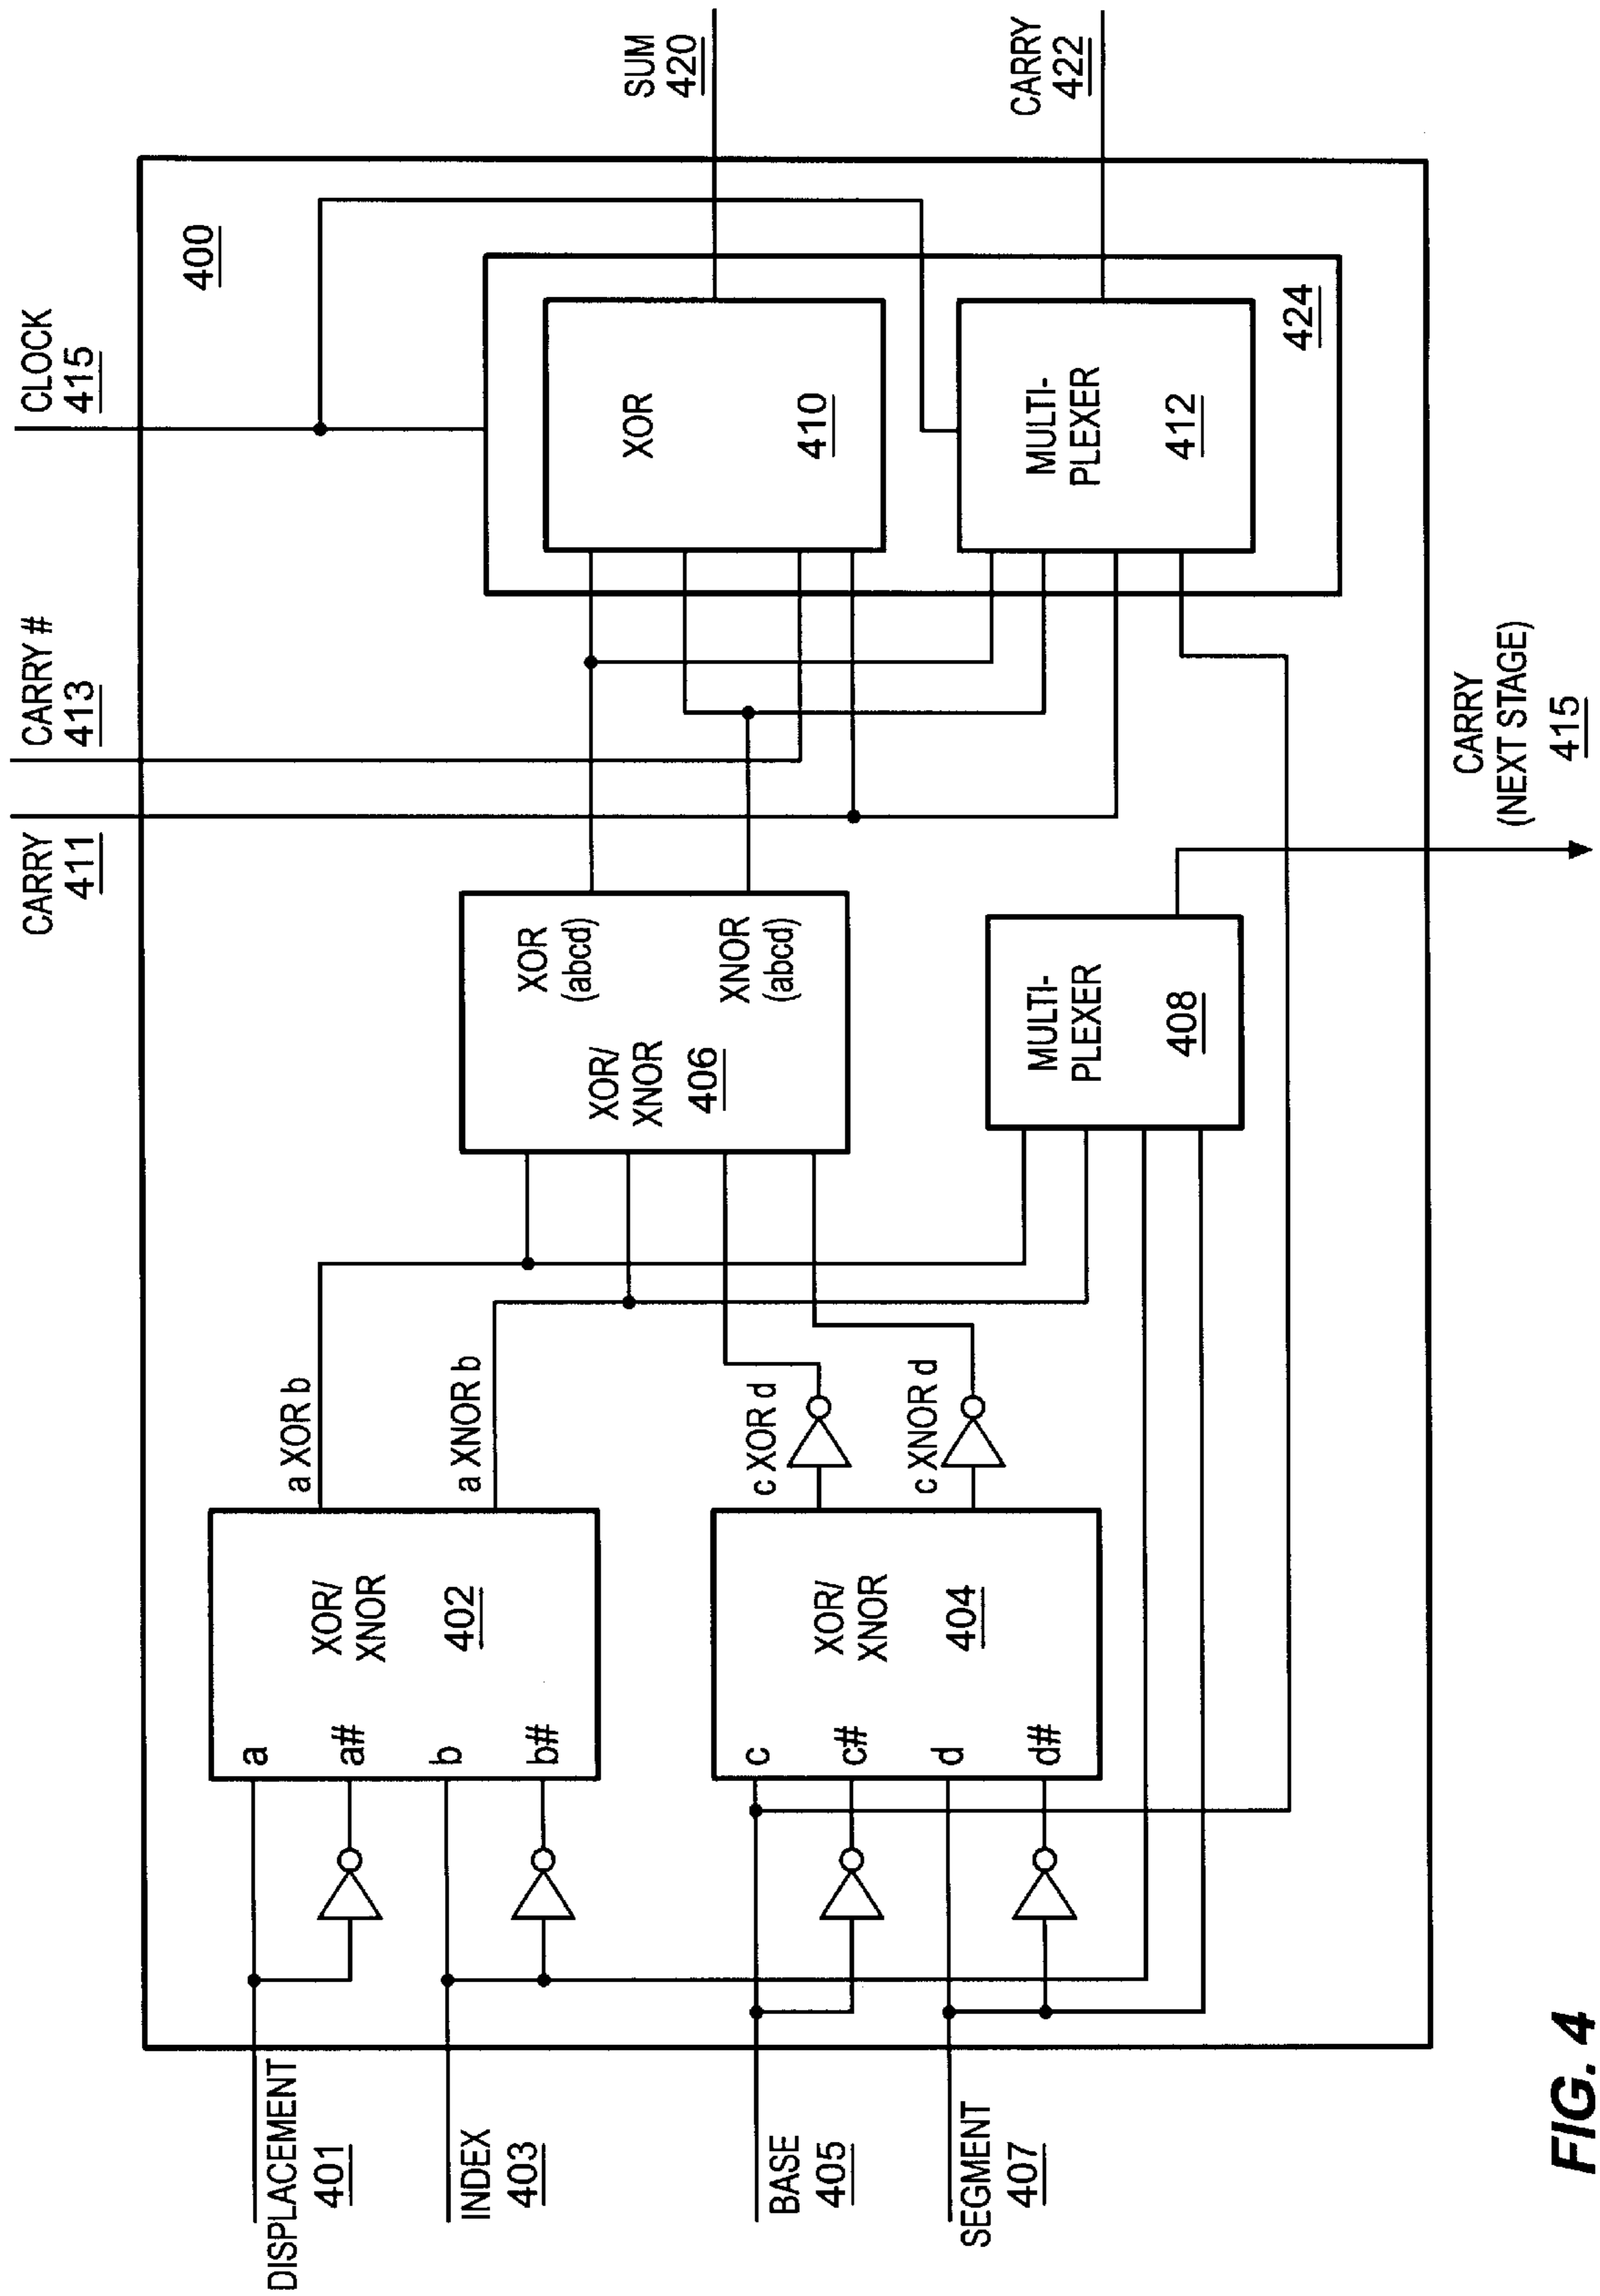 CARRY
411
CARRY #
413
CLOCK
415
400
DISPLACEMENT
401
INDEX
403
BASE
405
SEGMENT
407
a
a#
b
b#
XOR/
XNOR
402
a XOR b
a XNOR b
c
c#
d
d#
XOR/
XNOR
404
c XOR d
c XNOR d
XOR/
XNOR
406
XOR
(abcd)
XNOR
(abcd)
MULTI-
PLEXER
408
XOR
410
MULTI-
PLEXER
412
424
SUM
420
CARRY
422
CARRY
(NEXT STAGE)
415
FIG. 4